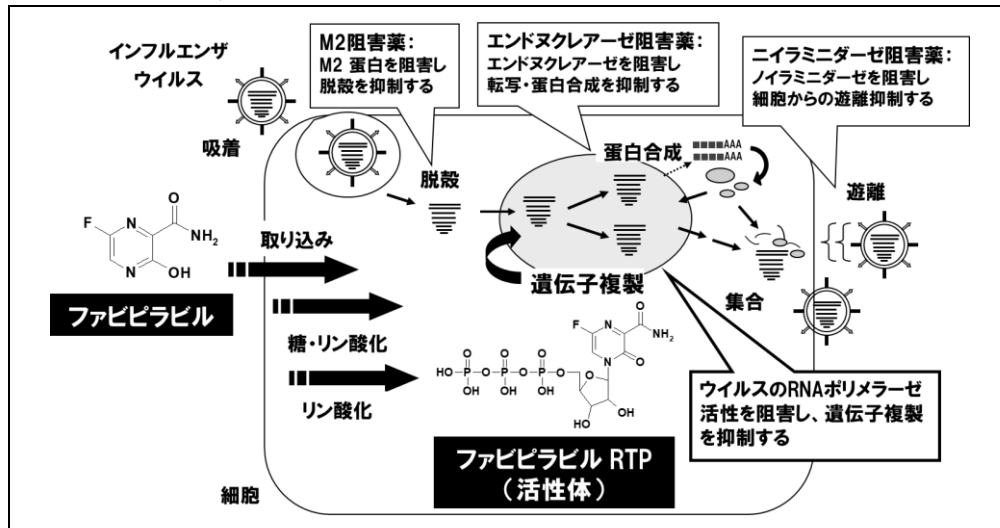 インフルエンザ
ウイルス
M2阻害薬：
M2 蛋白を阻害し
脱殻を抑制する
エンドヌクレアーゼ阻害薬：
エンドヌクレアーゼを阻害し
転写・蛋白合成を抑制する
ニイラミニダーゼ阻害薬：
ノイラミニダーゼを阻害し
細胞からの遊離抑制する
吸着
脱殻
蛋白合成
AAA
AAA
遊離
F
N
N
O
NH2
OH
取り込み
ファビピラビル
遺伝子複製
集合
糖・リン酸化
リン酸化
F
N
N
O
NH2
O
HO
P
O
OH
O
P
O
OH
O
P
O
OH
O
O
HO
OH
ウイルスのRNAポリメラーゼ
活性を阻害し、遺伝子複製
を抑制する
ファビピラビル RTP
（活性体）
細胞